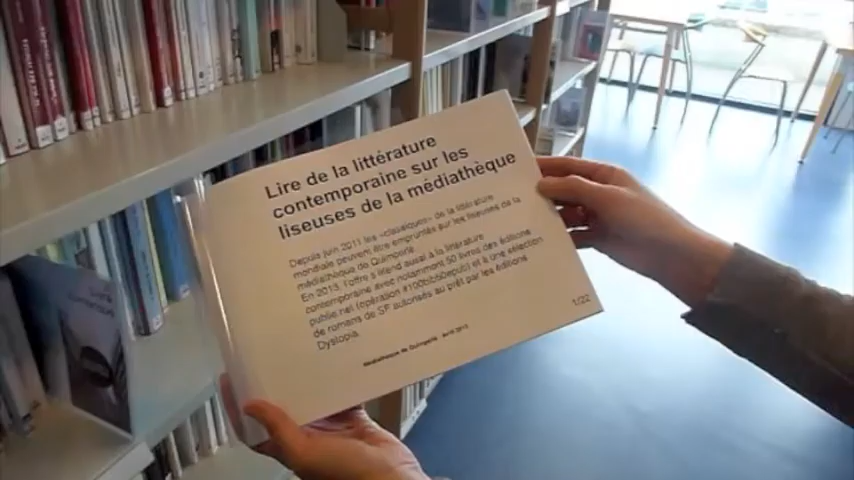 Lire de la littérature
contemporaine sur les
liseuses de la médiathèque
Depuis juin 2011 les «classiques» de la littérature
mondiale peuvent être empruntés sur les liseuses de la
médiathèque de Quimperlé.
En 2013, l'offre s'étend aussi à la littérature
contemporaine avec notamment 50 livres des éditions
publie.net (opération #100bibDeputi) et à une sélection
de romans de SF autorisés au prêt par les éditions
Dystopia.
Médiathèque de Quimperlé - Avril 2013
1/22